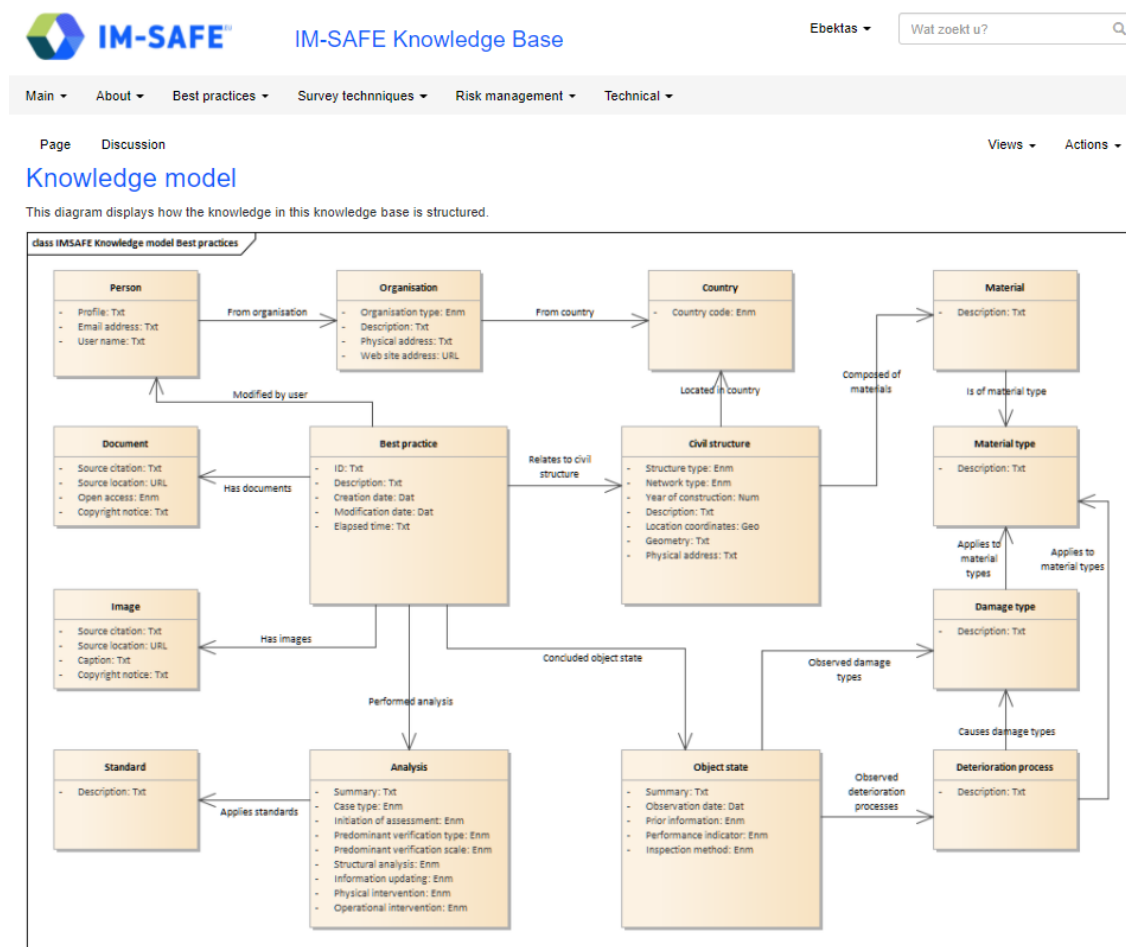 IM-SAFE EU
IM-SAFE Knowledge Base
Ebektas
Wat zoekt u?
Main
About
Best practices
Survey technniques
Risk management
Technical
Page
Discussion
Views
Actions
Knowledge model
This diagram displays how the knowledge in this knowledge base is structured.
class IMSAFE Knowledge model Best practices
Person
- Profile: Txt
- Email address: Txt
- User name: Txt
From organisation
Organisation
- Organisation type: Enm
- Description: Txt
- Physical address: Txt
- Web site address: URL
From country
Country
- Country code: Enm
Material
- Description: Txt
Modified by user
Located in country
Composed of
materials
Is of material type
Document
- Source citation: Txt
- Source location: URL
- Open access: Enm
- Copyright notice: Txt
Has documents
Best practice
- ID: Txt
- Description: Txt
- Creation date: Dat
- Modification date: Dat
- Elapsed time: Txt
Relates to civil
structure
Civil structure
- Structure type: Enm
- Network type: Enm
- Year of construction: Num
- Description: Txt
- Location coordinates: Geo
- Geometry: Txt
- Physical address: Txt
Material type
- Description: Txt
Applies to
material
types
Applies to
material types
Image
- Source citation: Txt
- Source location: URL
- Caption: Txt
- Copyright notice: Txt
Has images
Concluded object state
Observed damage
types
Damage type
- Description: Txt
Performed analysis
Causes damage types
Standard
- Description: Txt
Applies standards
Analysis
- Summary: Txt
- Case type: Enm
- Initiation of assessment: Enm
- Predominant verification type: Enm
- Predominant verification scale: Enm
- Structural analysis: Enm
- Information updating: Enm
- Physical intervention: Enm
- Operational intervention: Enm
Object state
- Summary: Txt
- Observation date: Dat
- Prior information: Enm
- Performance indicator: Enm
- Inspection method: Enm
Observed
deterioration
processes
Deterioration process
- Description: Txt